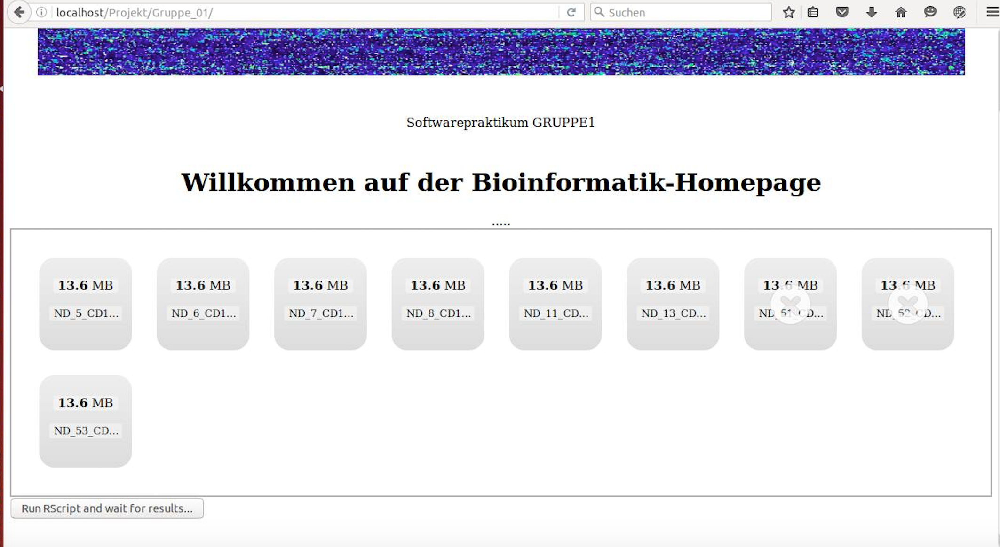 localhost/Projekt/Gruppe_01/
Suchen
Softwarepraktikum GRUPPE1
Willkommen auf der Bioinformatik-Homepage
.....
13.6 MB 13.6 MB 13.6 MB 13.6 MB 13.6 MB 13.6 MB 13.6 MB 13.6 MB
ND_5_CD1... ND_6_CD1... ND_7_CD1... ND_8_CD1... ND_11_CD... ND_13_CD... ND_51_CD... ND_52_CD...
13.6 MB
ND_53_CD...
Run RScript and wait for results...